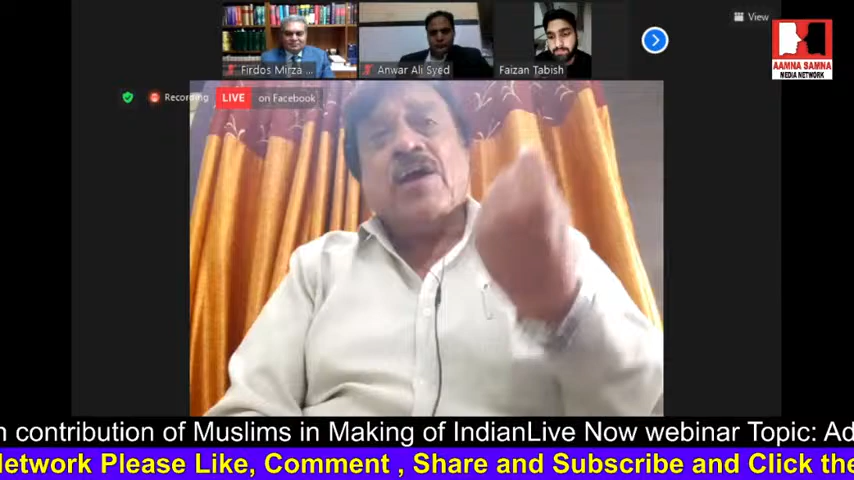 View
AAMNA SAMNA
MEDIA NETWORK
Firdos Mirza ...
Anwar Ali Syed
Faizan Tabish
Recording
LIVE on Facebook
n contribution of Muslims in Making of IndianLive Now webinar Topic: Ad
Network Please Like, Comment , Share and Subscribe and Click the